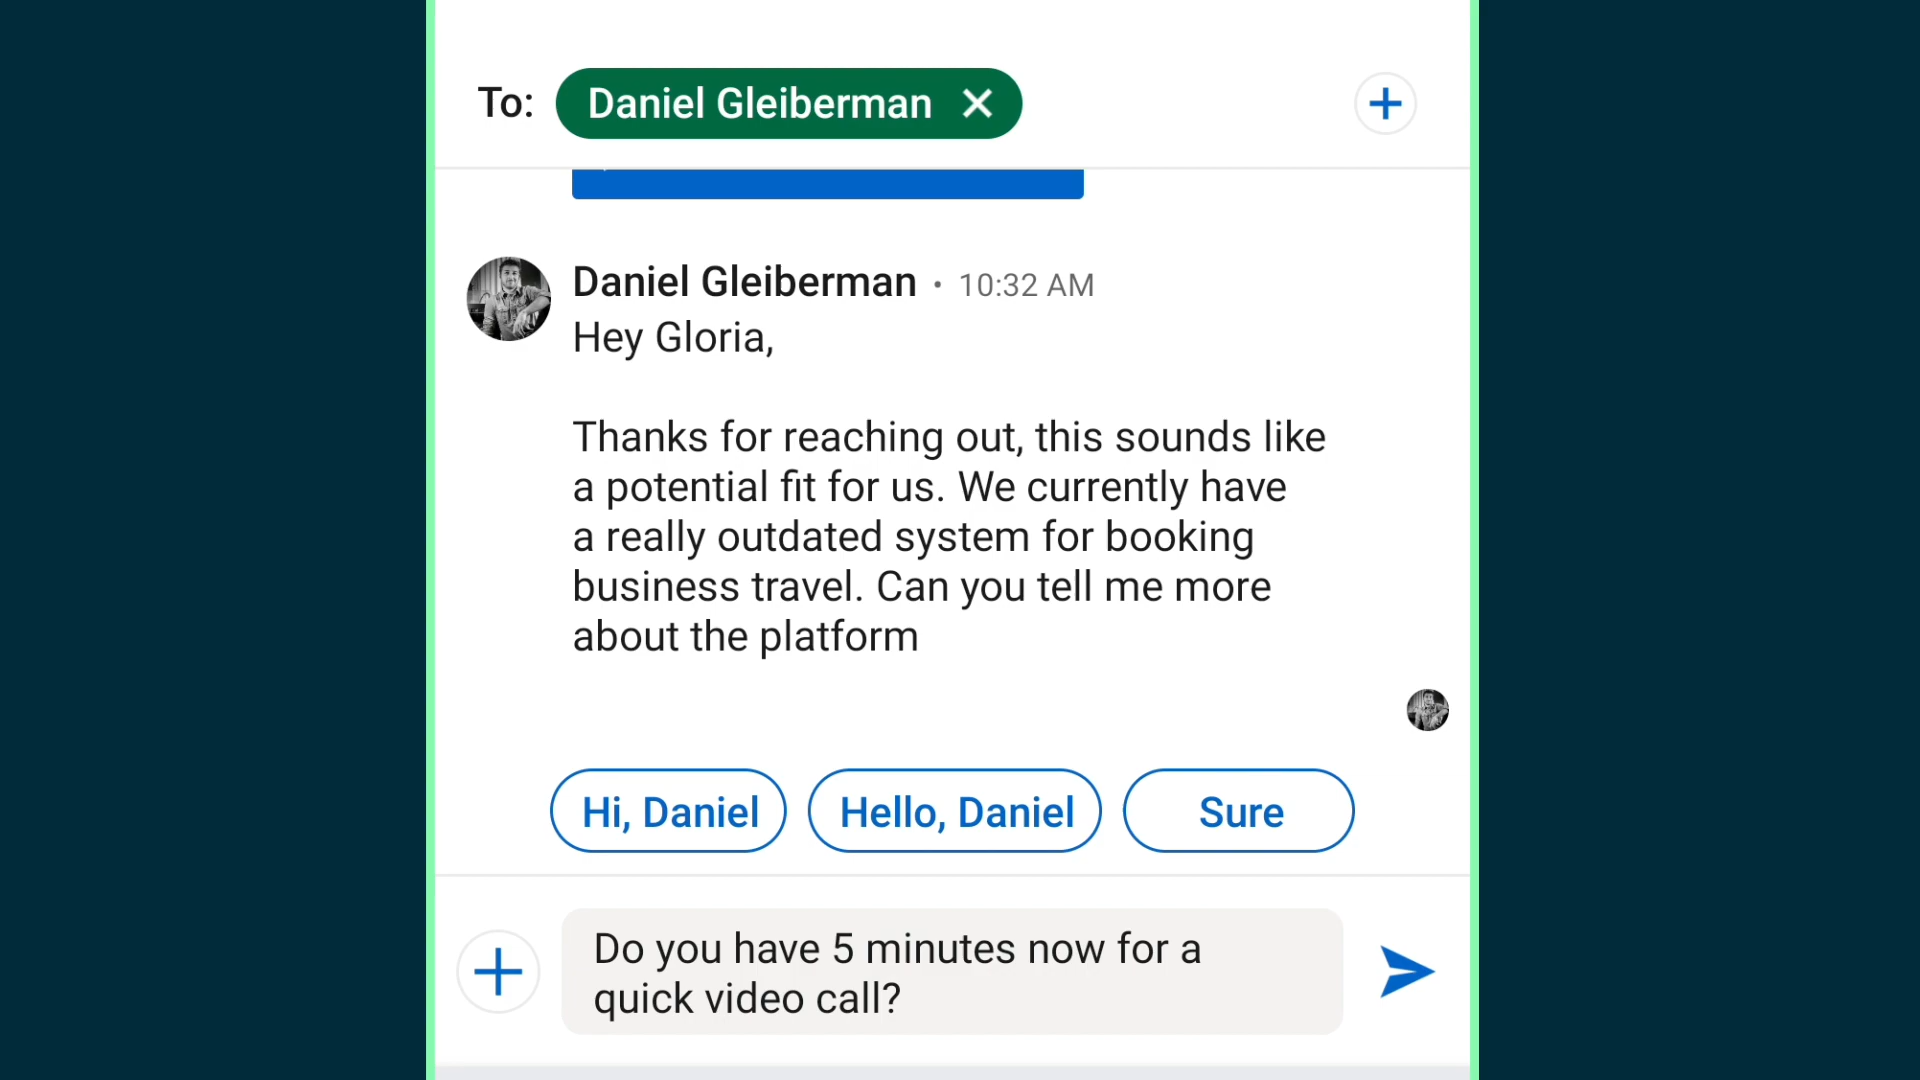 To: Daniel Gleiberman
Daniel Gleiberman • 10:32 AM
Hey Gloria,
Thanks for reaching out, this sounds like
a potential fit for us. We currently have
a really outdated system for booking
business travel. Can you tell me more
about the platform
Hi, Daniel Hello, Daniel Sure
Do you have 5 minutes now for a
quick video call?